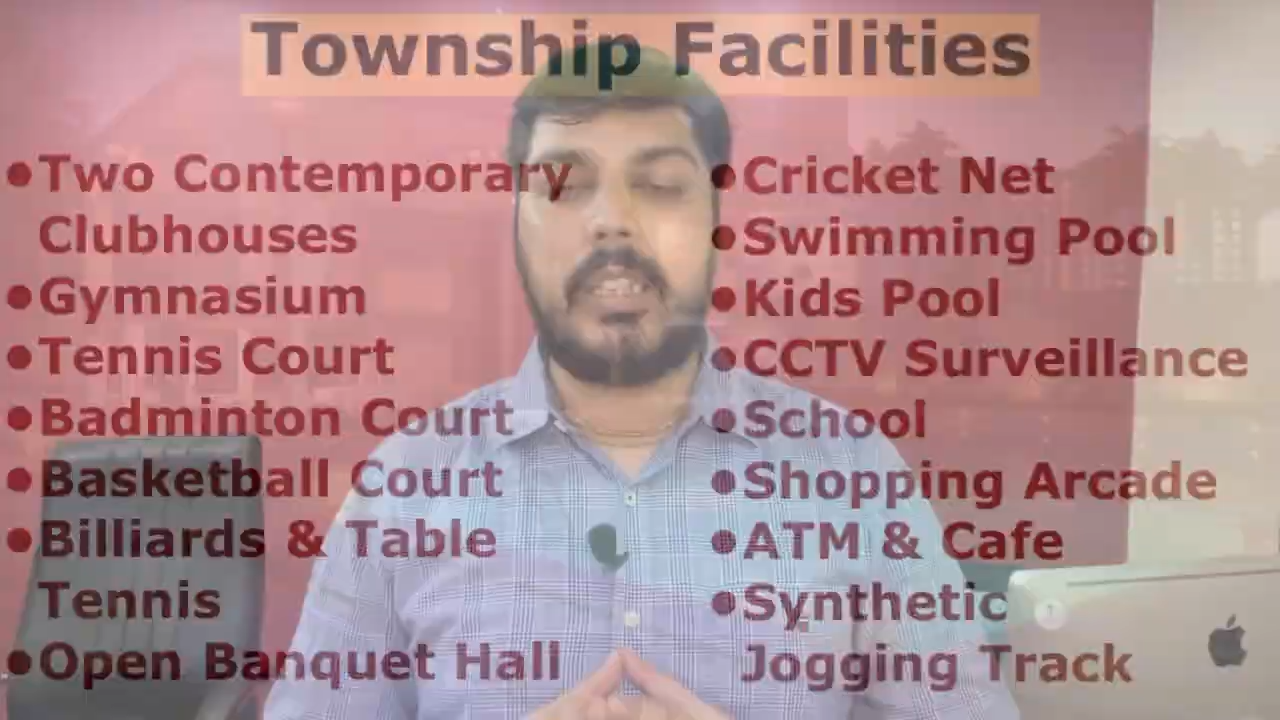 Township Facilities
•Two Contemporary
Clubhouses
•Gymnasium
•Tennis Court
•Badminton Court
•Basketball Court
•Billiards & Table
Tennis
•Open Banquet Hall
•Cricket Net
•Swimming Pool
•Kids Pool
•CCTV Surveillance
•School
•Shopping Arcade
•ATM & Cafe
•Synthetic
Jogging Track